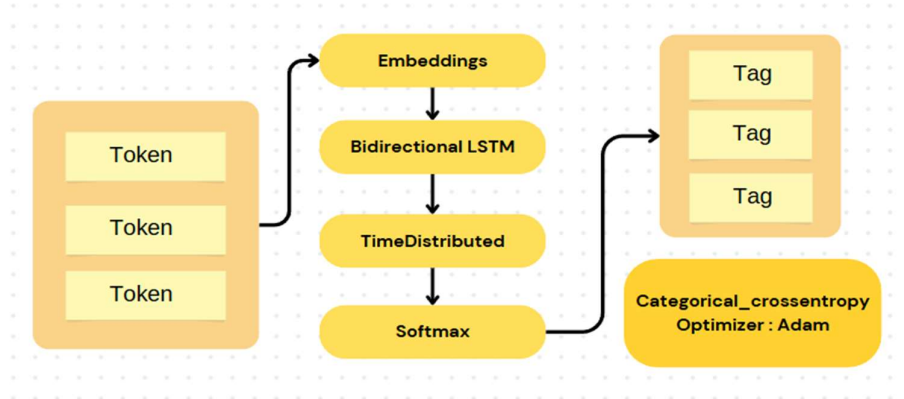 Token
Token
Token
Embeddings
Bidirectional LSTM
TimeDistributed
Softmax
Tag
Tag
Tag
Categorical_crossentropy
Optimizer : Adam